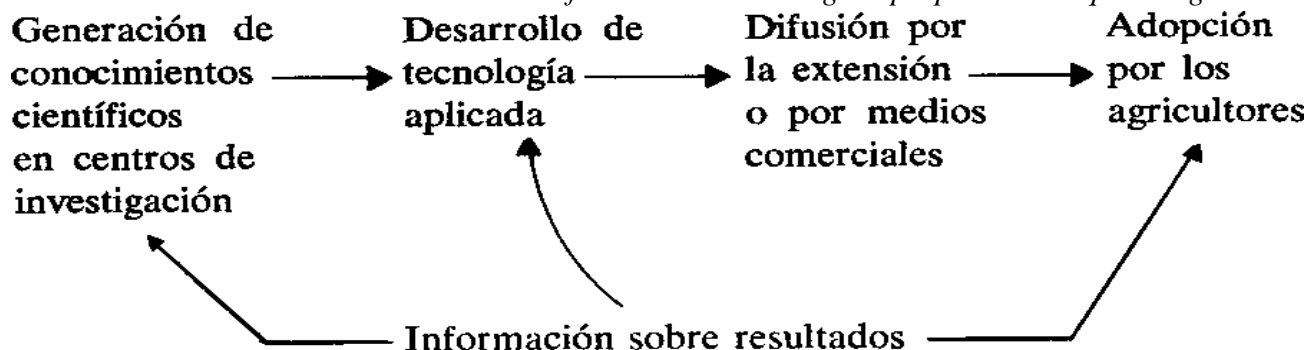 Generación de
conocimientos
científicos
en centros de
investigación
Desarrollo de
tecnología
aplicada
Difusión por
la extensión
o por medios
comerciales
Adopción
por los
agricultores
Información sobre resultados